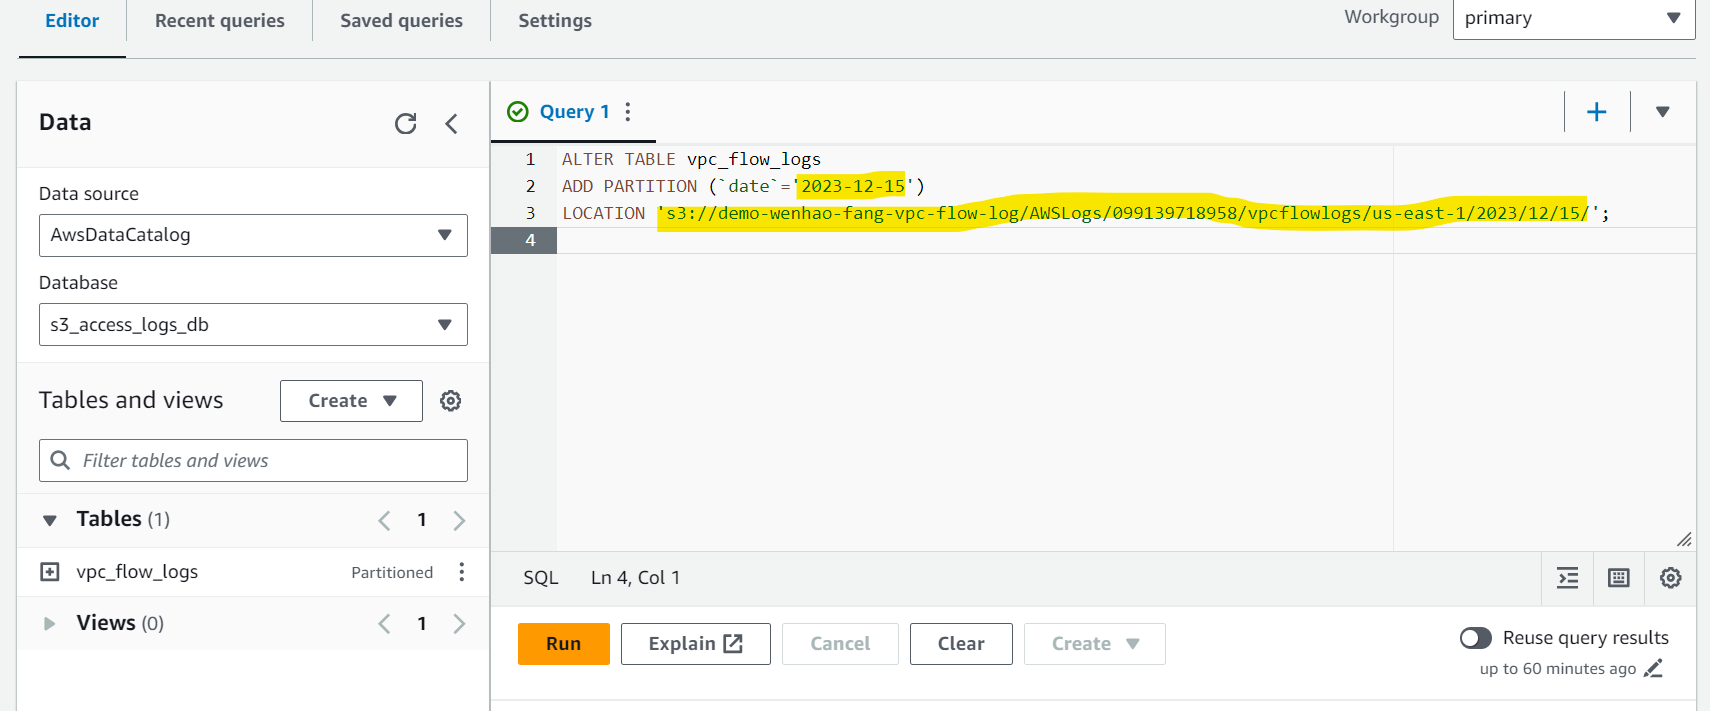 Editor
Recent queries
Saved queries
Settings
Workgroup
primary
Data
Data source
AwsDataCatalog
Database
s3_access_logs_db
Tables and views
Create
Filter tables and views
Tables (1)
1
vpc_flow_logs
Partitioned
Views (0)
1
Query 1
1 ALTER TABLE vpc_flow_logs
2 ADD PARTITION (`date`='2023-12-15')
3 LOCATION 's3://demo-wenhao-fang-vpc-flow-log/AWSLogs/099139718958/vpcflowlogs/us-east-1/2023/12/15/';
4
SQL
Ln 4, Col 1
Run
Explain
Cancel
Clear
Create
Reuse query results
up to 60 minutes ago